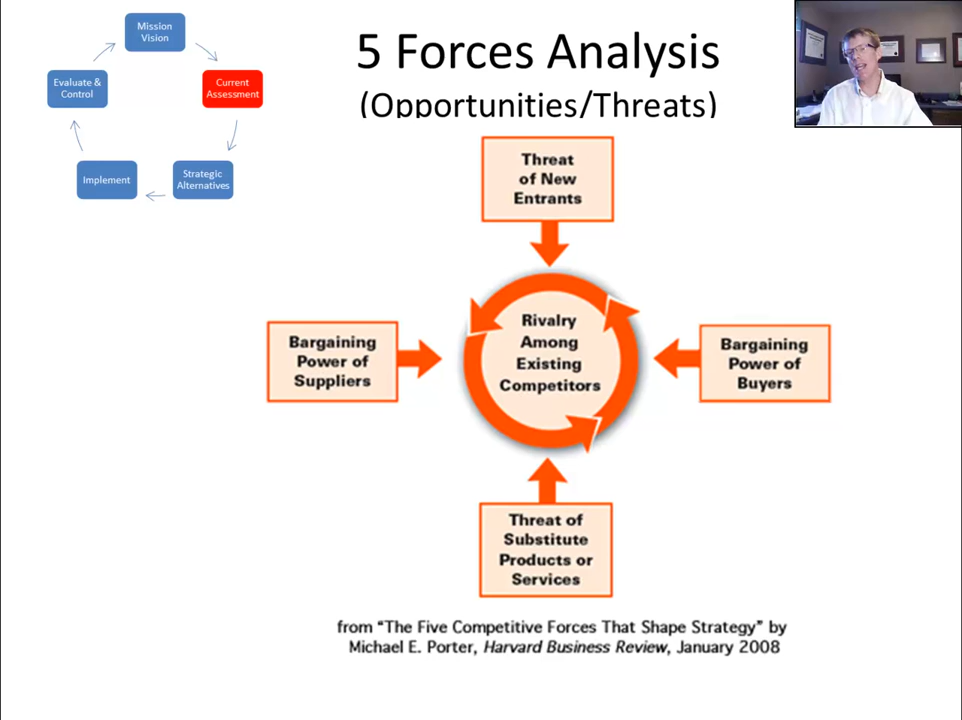 Mission
Vision
Evaluate &
Control
Current
Assessment
Implement
Strategic
Alternatives
5 Forces Analysis
(Opportunities/Threats)
Threat
of New
Entrants
Bargaining
Power of
Suppliers
Rivalry
Among
Existing
Competitors
Bargaining
Power of
Buyers
Threat of
Substitute
Products or
Services
from “The Five Competitive Forces That Shape Strategy” by
Michael E. Porter, Harvard Business Review, January 2008